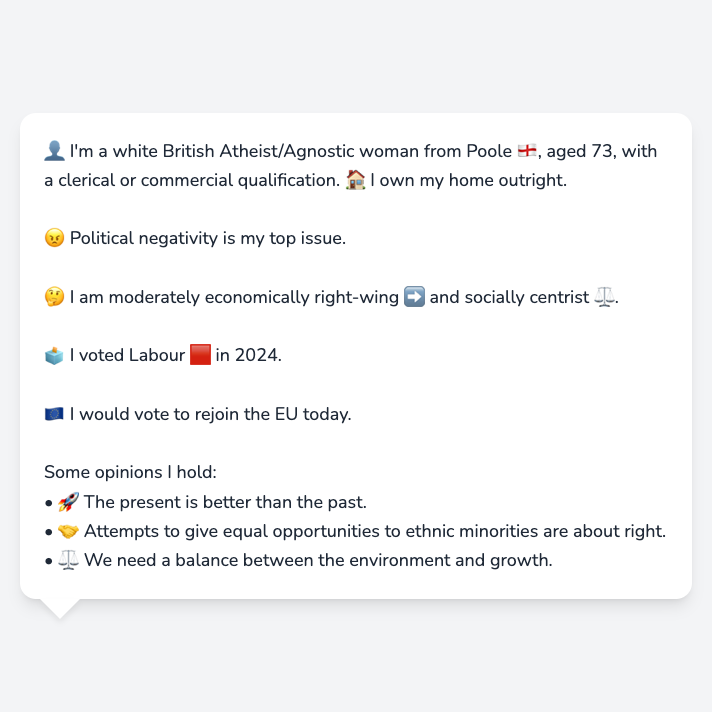 👤 I'm a white British Atheist/Agnostic woman from Poole 🏴󠁧󠁢󠁥󠁮󠁧󠁿, aged 73, with
a clerical or commercial qualification. 🏠 I own my home outright.
😠 Political negativity is my top issue.
🤔 I am moderately economically right-wing ➡️ and socially centrist ⚖️.
🗳️ I voted Labour 🟥 in 2024.
🇪🇺 I would vote to rejoin the EU today.
Some opinions I hold:
• 🚀 The present is better than the past.
• 🤝 Attempts to give equal opportunities to ethnic minorities are about right.
• ⚖️ We need a balance between the environment and growth.